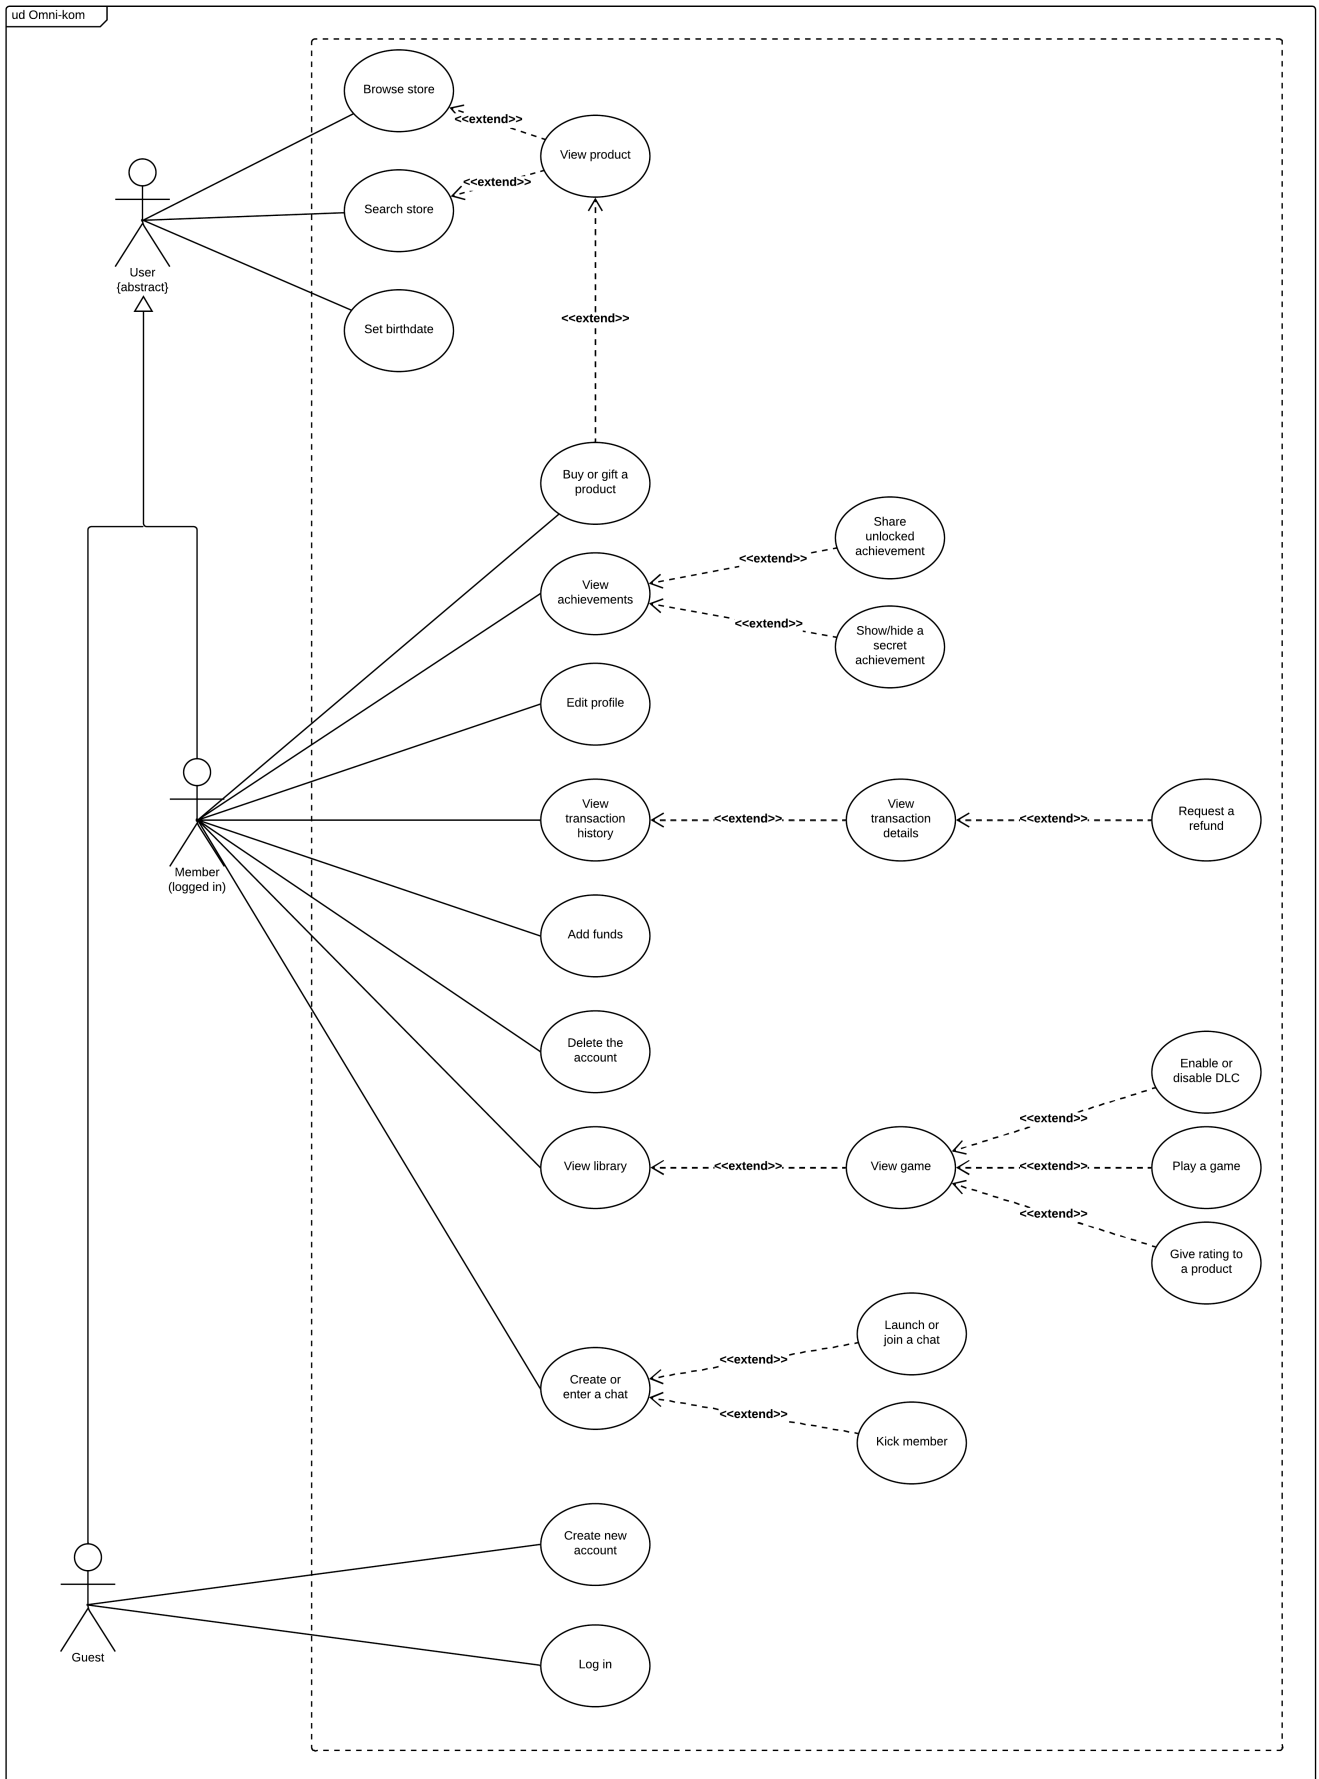 ud Omni-kom
Browse store
<<extend>>
View product
<<extend>>
Search store
User
{abstract}
Set birthdate
<<extend>>
Buy or gift a
product
View
achievements
<<extend>>
Share
unlocked
achievement
<<extend>>
Show/hide a
secret
achievement
Edit profile
Member
(logged in)
View
transaction
history
<<extend>>
View
transaction
details
<<extend>>
Request a
refund
Add funds
Delete the
account
View library
<<extend>>
View game
<<extend>>
Enable or
disable DLC
<<extend>>
Play a game
<<extend>>
Give rating to
a product
Create or
enter a chat
<<extend>>
Launch or
join a chat
<<extend>>
Kick member
Create new
account
Guest
Log in